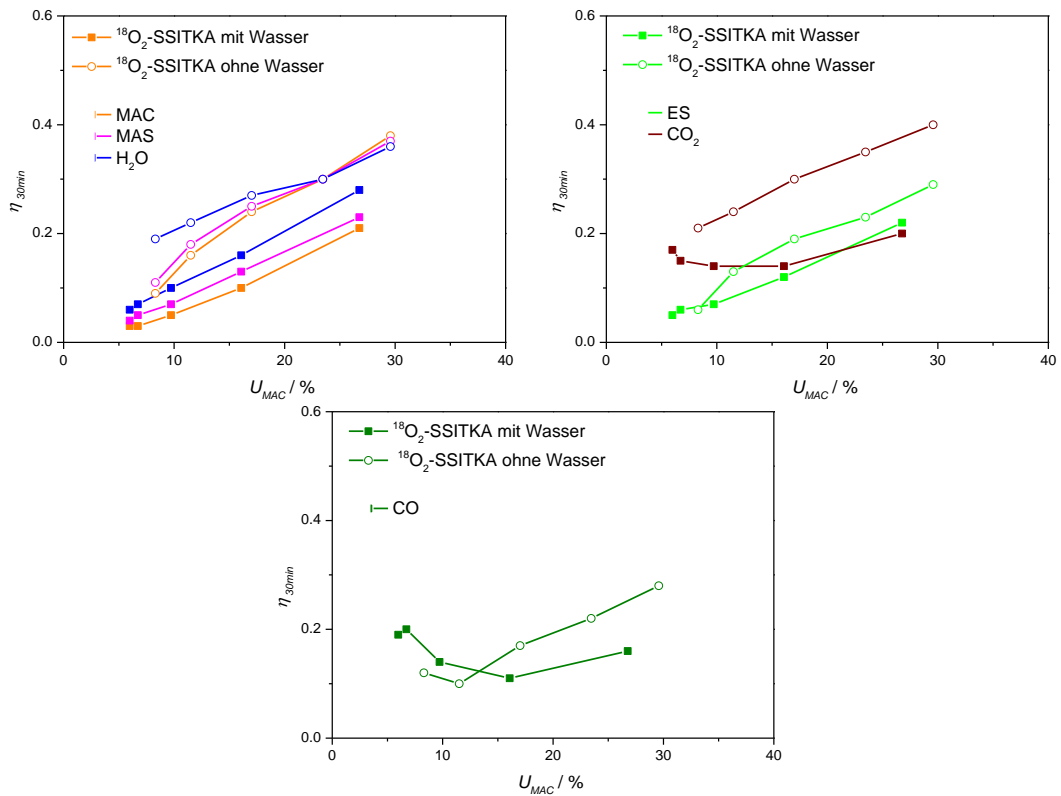 0.6
¹⁸O₂-SSITKA mit Wasser
¹⁸O₂-SSITKA ohne Wasser
MAC
MAS
H₂O
0.4
0.2
0.0
η30min
0 10 20 30 40
UMAC / %
0.6
¹⁸O₂-SSITKA mit Wasser
¹⁸O₂-SSITKA ohne Wasser
ES
CO₂
0.4
0.2
0.0
η30min
0 10 20 30 40
UMAC / %
0.6
¹⁸O₂-SSITKA mit Wasser
¹⁸O₂-SSITKA ohne Wasser
CO
0.4
0.2
0.0
η30min
0 10 20 30 40
UMAC / %